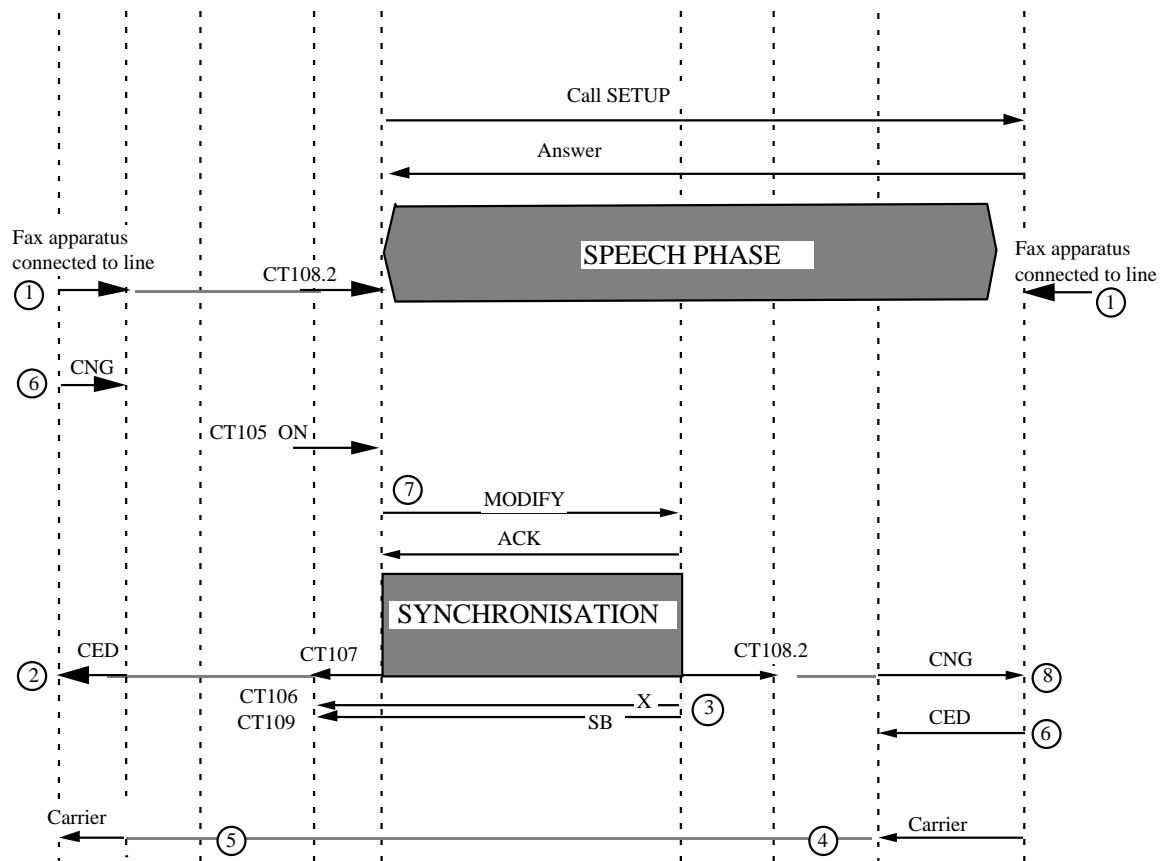 Call SETUP
Answer
SPEECH PHASE
Fax apparatus
connected to line
1
CT108.2
Fax apparatus
connected to line
1
6
CNG
CT105 ON
7
MODIFY
ACK
SYNCHRONISATION
2
CED
CT107
CT108.2
CNG
8
CT106
X
3
CT109
SB
CED
6
Carrier
5
4
Carrier